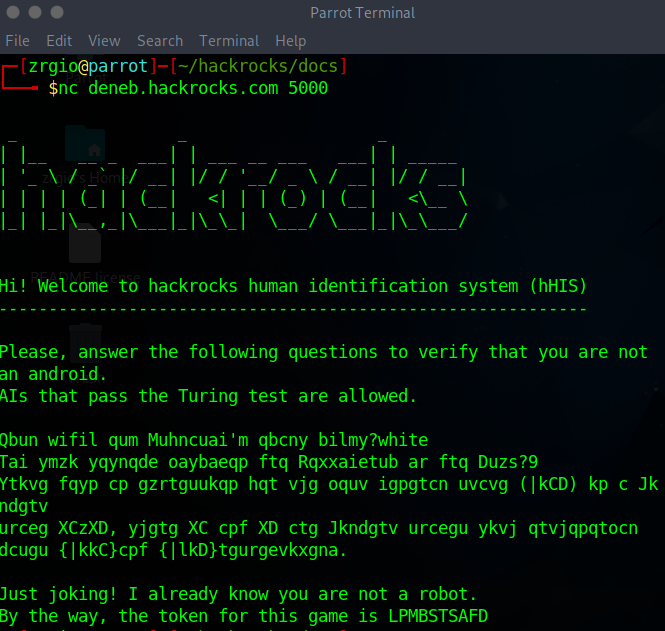 Parrot Terminal
File Edit View Search Terminal Help
┌─[zrgio@parrot]─[~/hackrocks/docs]
└──╼ $nc deneb.hackrocks.com 5000
hackrocks
Hi! Welcome to hackrocks human identification system (hHIS)
-----------------------------------------------------------
Please, answer the following questions to verify that you are not
an android.
AIs that pass the Turing test are allowed.
Qbun wifil qum Muhncuai'm qbcny bilmy?white
Tai ymzk yqynqde oaybaeqp ftq Rqxxaietub ar ftq Duzs?9
Ytkvg fqyp cp gzrtguukqp hqt vjg oquv igpgtcn uvcvg (|kCD) kp c Jk
ndgtv
urceg XCzXD, yjgtg XC cpf XD ctg Jkndgtv urcegu ykvj qtvjqpqtocn
dcugu {|kkC}cpf {|lkD}tgurgevkxgna.
Just joking! I already know you are not a robot.
By the way, the token for this game is LPMBSTSAFD